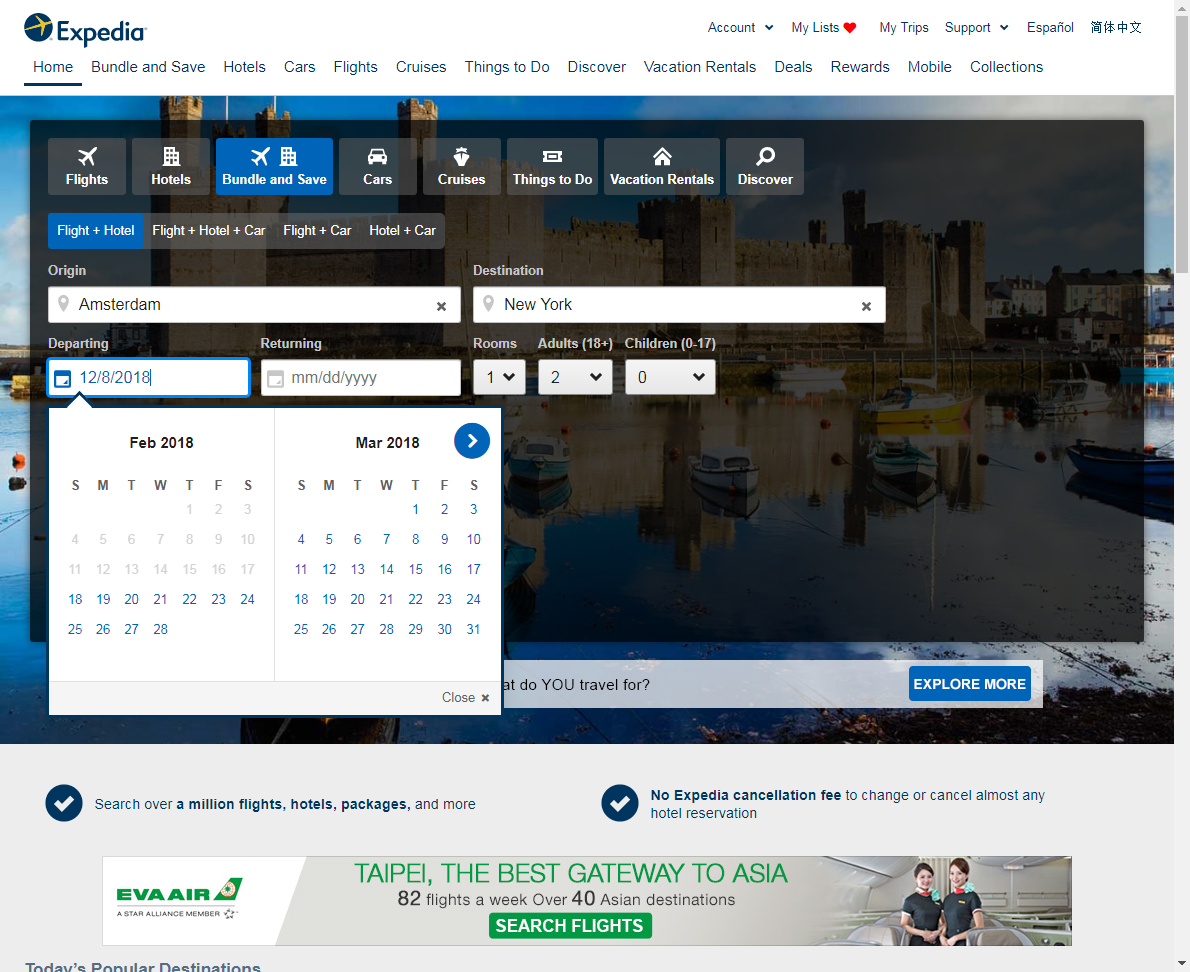 Expedia
Account
My Lists
My Trips
Support
Español
简体中文
Home
Bundle and Save
Hotels
Cars
Flights
Cruises
Things to Do
Discover
Vacation Rentals
Deals
Rewards
Mobile
Collections
Flights
Hotels
Bundle and Save
Cars
Cruises
Things to Do
Vacation Rentals
Discover
Flight + Hotel
Flight + Hotel + Car
Flight + Car
Hotel + Car
Origin
Destination
Amsterdam
New York
Departing
Returning
Rooms
Adults (18+)
Children (0-17)
12/8/2018
mm/dd/yyyy
1
2
0
Feb 2018
S M T W T F S
1 2 3
4 5 6 7 8 9 10
11 12 13 14 15 16 17
18 19 20 21 22 23 24
25 26 27 28
Mar 2018
S M T W T F S
1 2 3
4 5 6 7 8 9 10
11 12 13 14 15 16 17
18 19 20 21 22 23 24
25 26 27 28 29 30 31
Close
at do YOU travel for?
EXPLORE MORE
Search over a million flights, hotels, packages, and more
No Expedia cancellation fee to change or cancel almost any
hotel reservation
EVA AIR
A STAR ALLIANCE MEMBER
TAIPEI, THE BEST GATEWAY TO ASIA
82 flights a week Over 40 Asian destinations
SEARCH FLIGHTS
Today's Popular Destinations